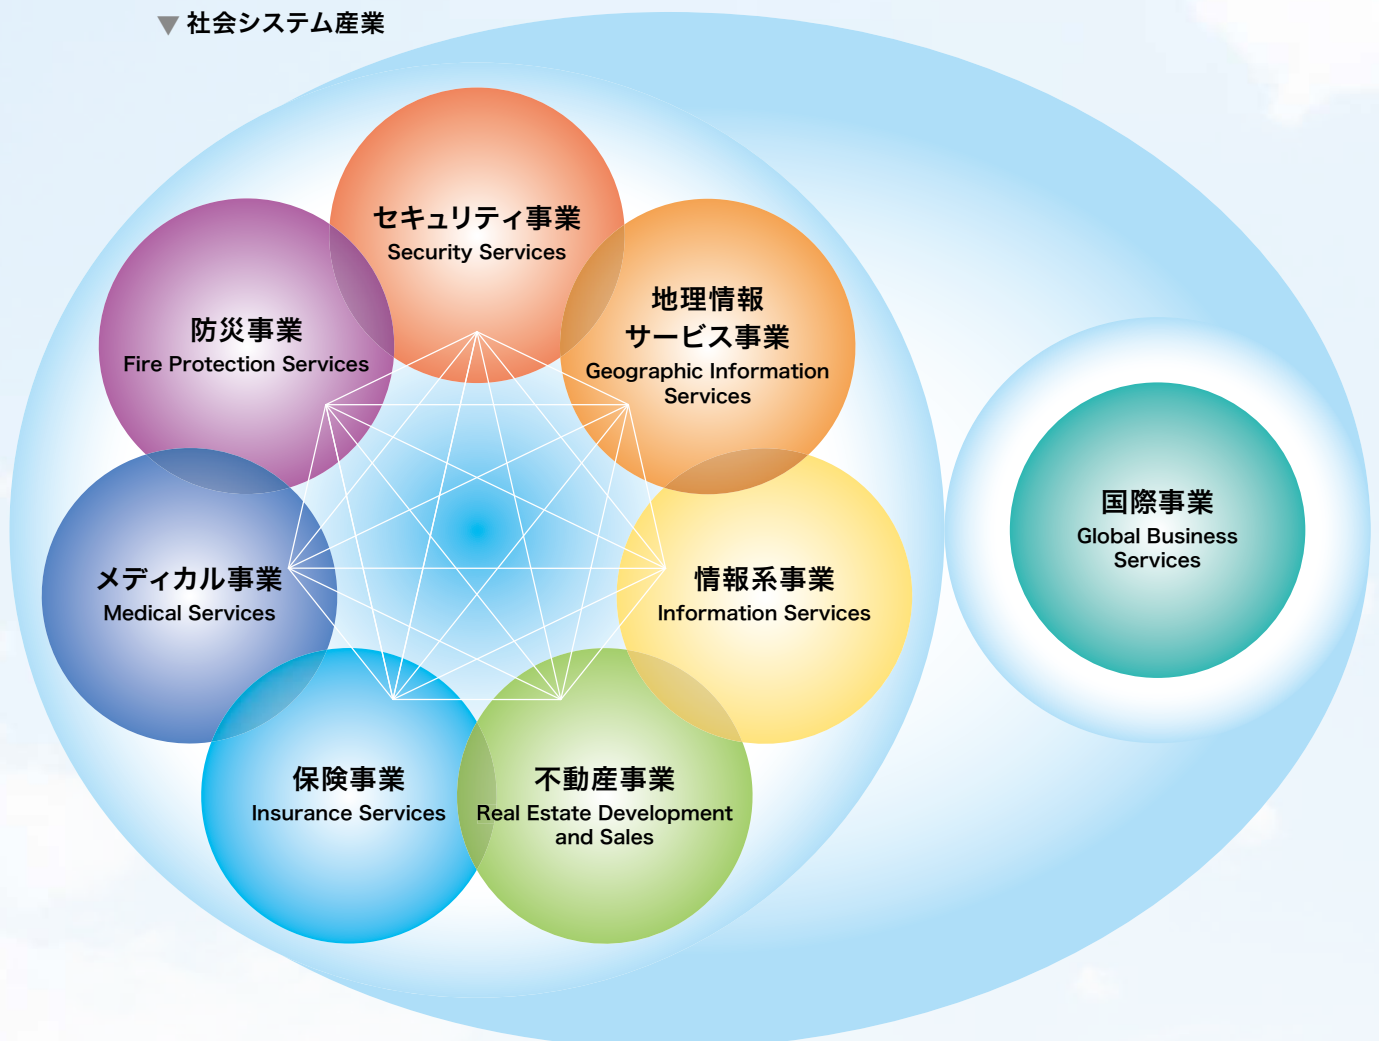 ▼ 社会システム産業
セキュリティ事業
Security Services
地理情報
サービス事業
Geographic Information
Services
防災事業
Fire Protection Services
国際事業
Global Business
Services
メディカル事業
Medical Services
情報系事業
Information Services
保険事業
Insurance Services
不動産事業
Real Estate Development
and Sales